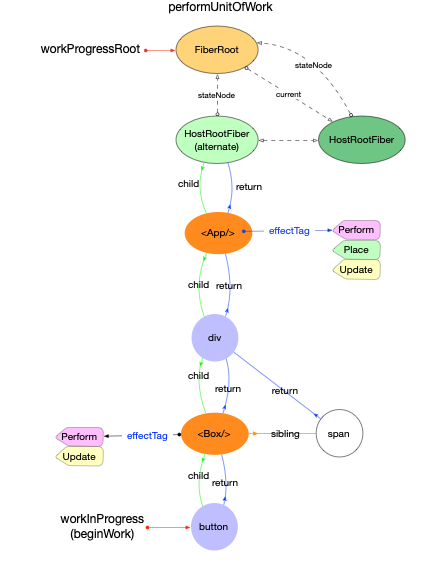 performUnitOfWork
workProgressRoot
FiberRoot
stateNode
current
stateNode
HostRootFiber
(alternate)
HostRootFiber
child
return
<App/>
effectTag
Perform
Place
Update
child
return
div
child
return
return
Perform
Update
effectTag
<Box/>
sibling
span
child
return
workInProgress
(beginWork)
button